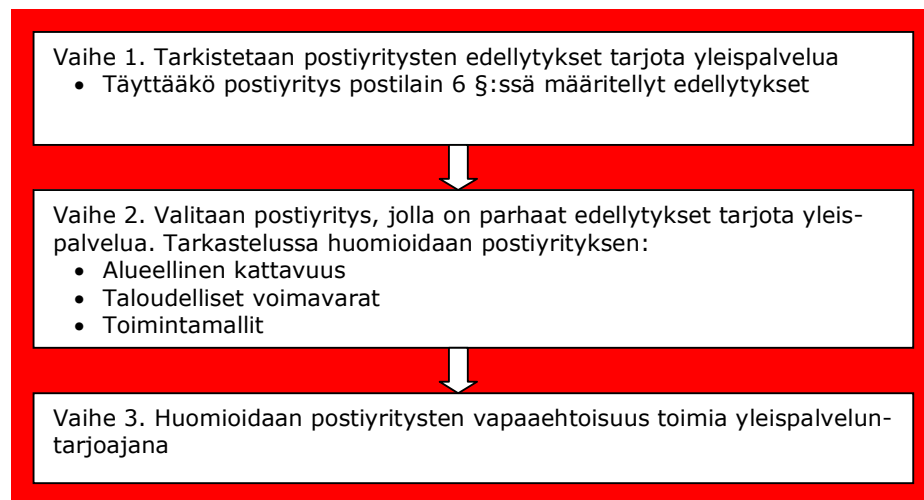 Vaihe 1. Tarkistetaan postiyritysten edellytykset tarjota yleispalvelua
• Täyttääkö postiyritys postilain 6 §:ssä määritellyt edellytykset
Vaihe 2. Valitaan postiyritys, jolla on parhaat edellytykset tarjota yleis-
palvelua. Tarkastelussa huomioidaan postiyrityksen:
• Alueellinen kattavuus
• Taloudelliset voimavarat
• Toimintamallit
Vaihe 3. Huomioidaan postiyritysten vapaaehtoisuus toimia yleispalvelun-
tarjoajana